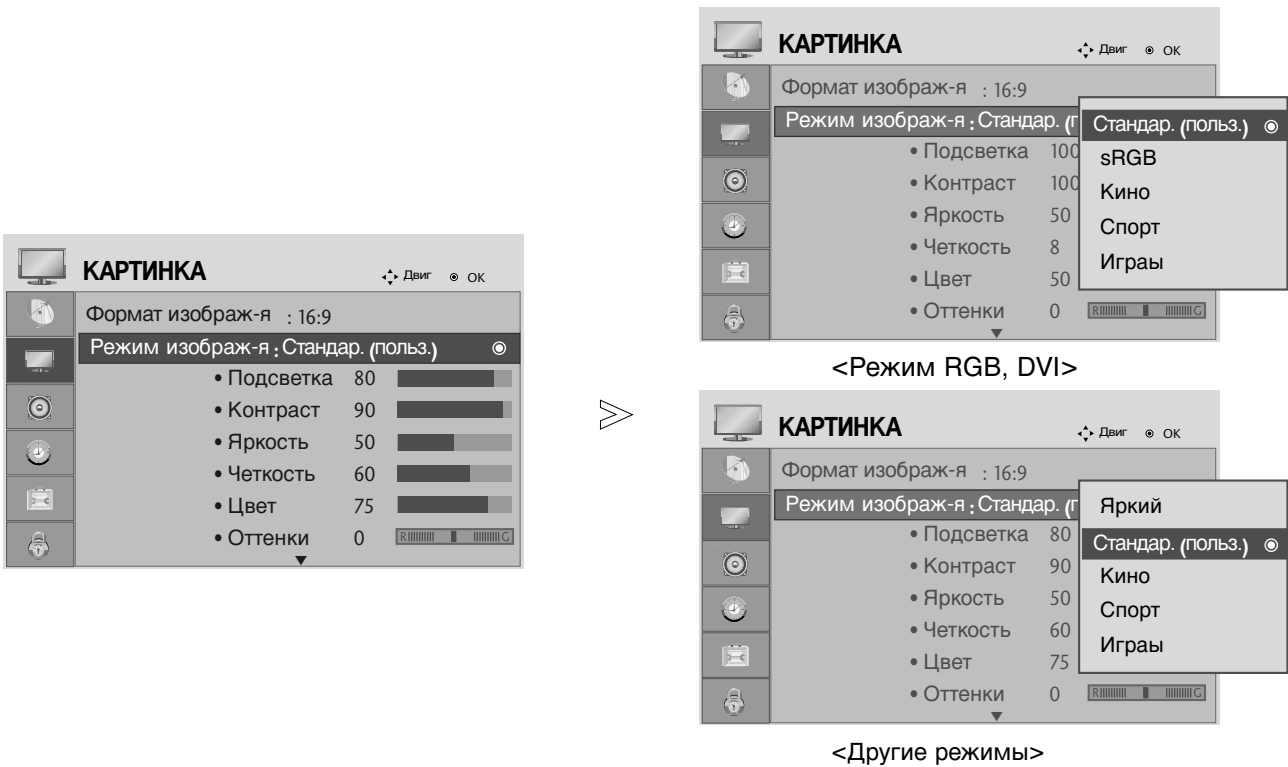 КАРТИНКА Двиг ОК
Формат изображ-я : 16:9
Режим изображ-я : Стандар. (польз.)
• Подсветка 80
• Контраст 90
• Яркость 50
• Четкость 60
• Цвет 75
• Оттенки 0 R G
КАРТИНКА Двиг ОК
Формат изображ-я : 16:9
Режим изображ-я : Стандар. (п
• Подсветка 100
• Контраст 100
• Яркость 50
• Четкость 8
• Цвет 50
• Оттенки 0 R G
Стандар. (польз.)
sRGB
Кино
Спорт
Играы
<Режим RGB, DVI>
КАРТИНКА Двиг ОК
Формат изображ-я : 16:9
Режим изображ-я : Стандар. (п
• Подсветка 80
• Контраст 90
• Яркость 50
• Четкость 60
• Цвет 75
• Оттенки 0 R G
Яркий
Стандар. (польз.)
Кино
Спорт
Играы
<Другие режимы>